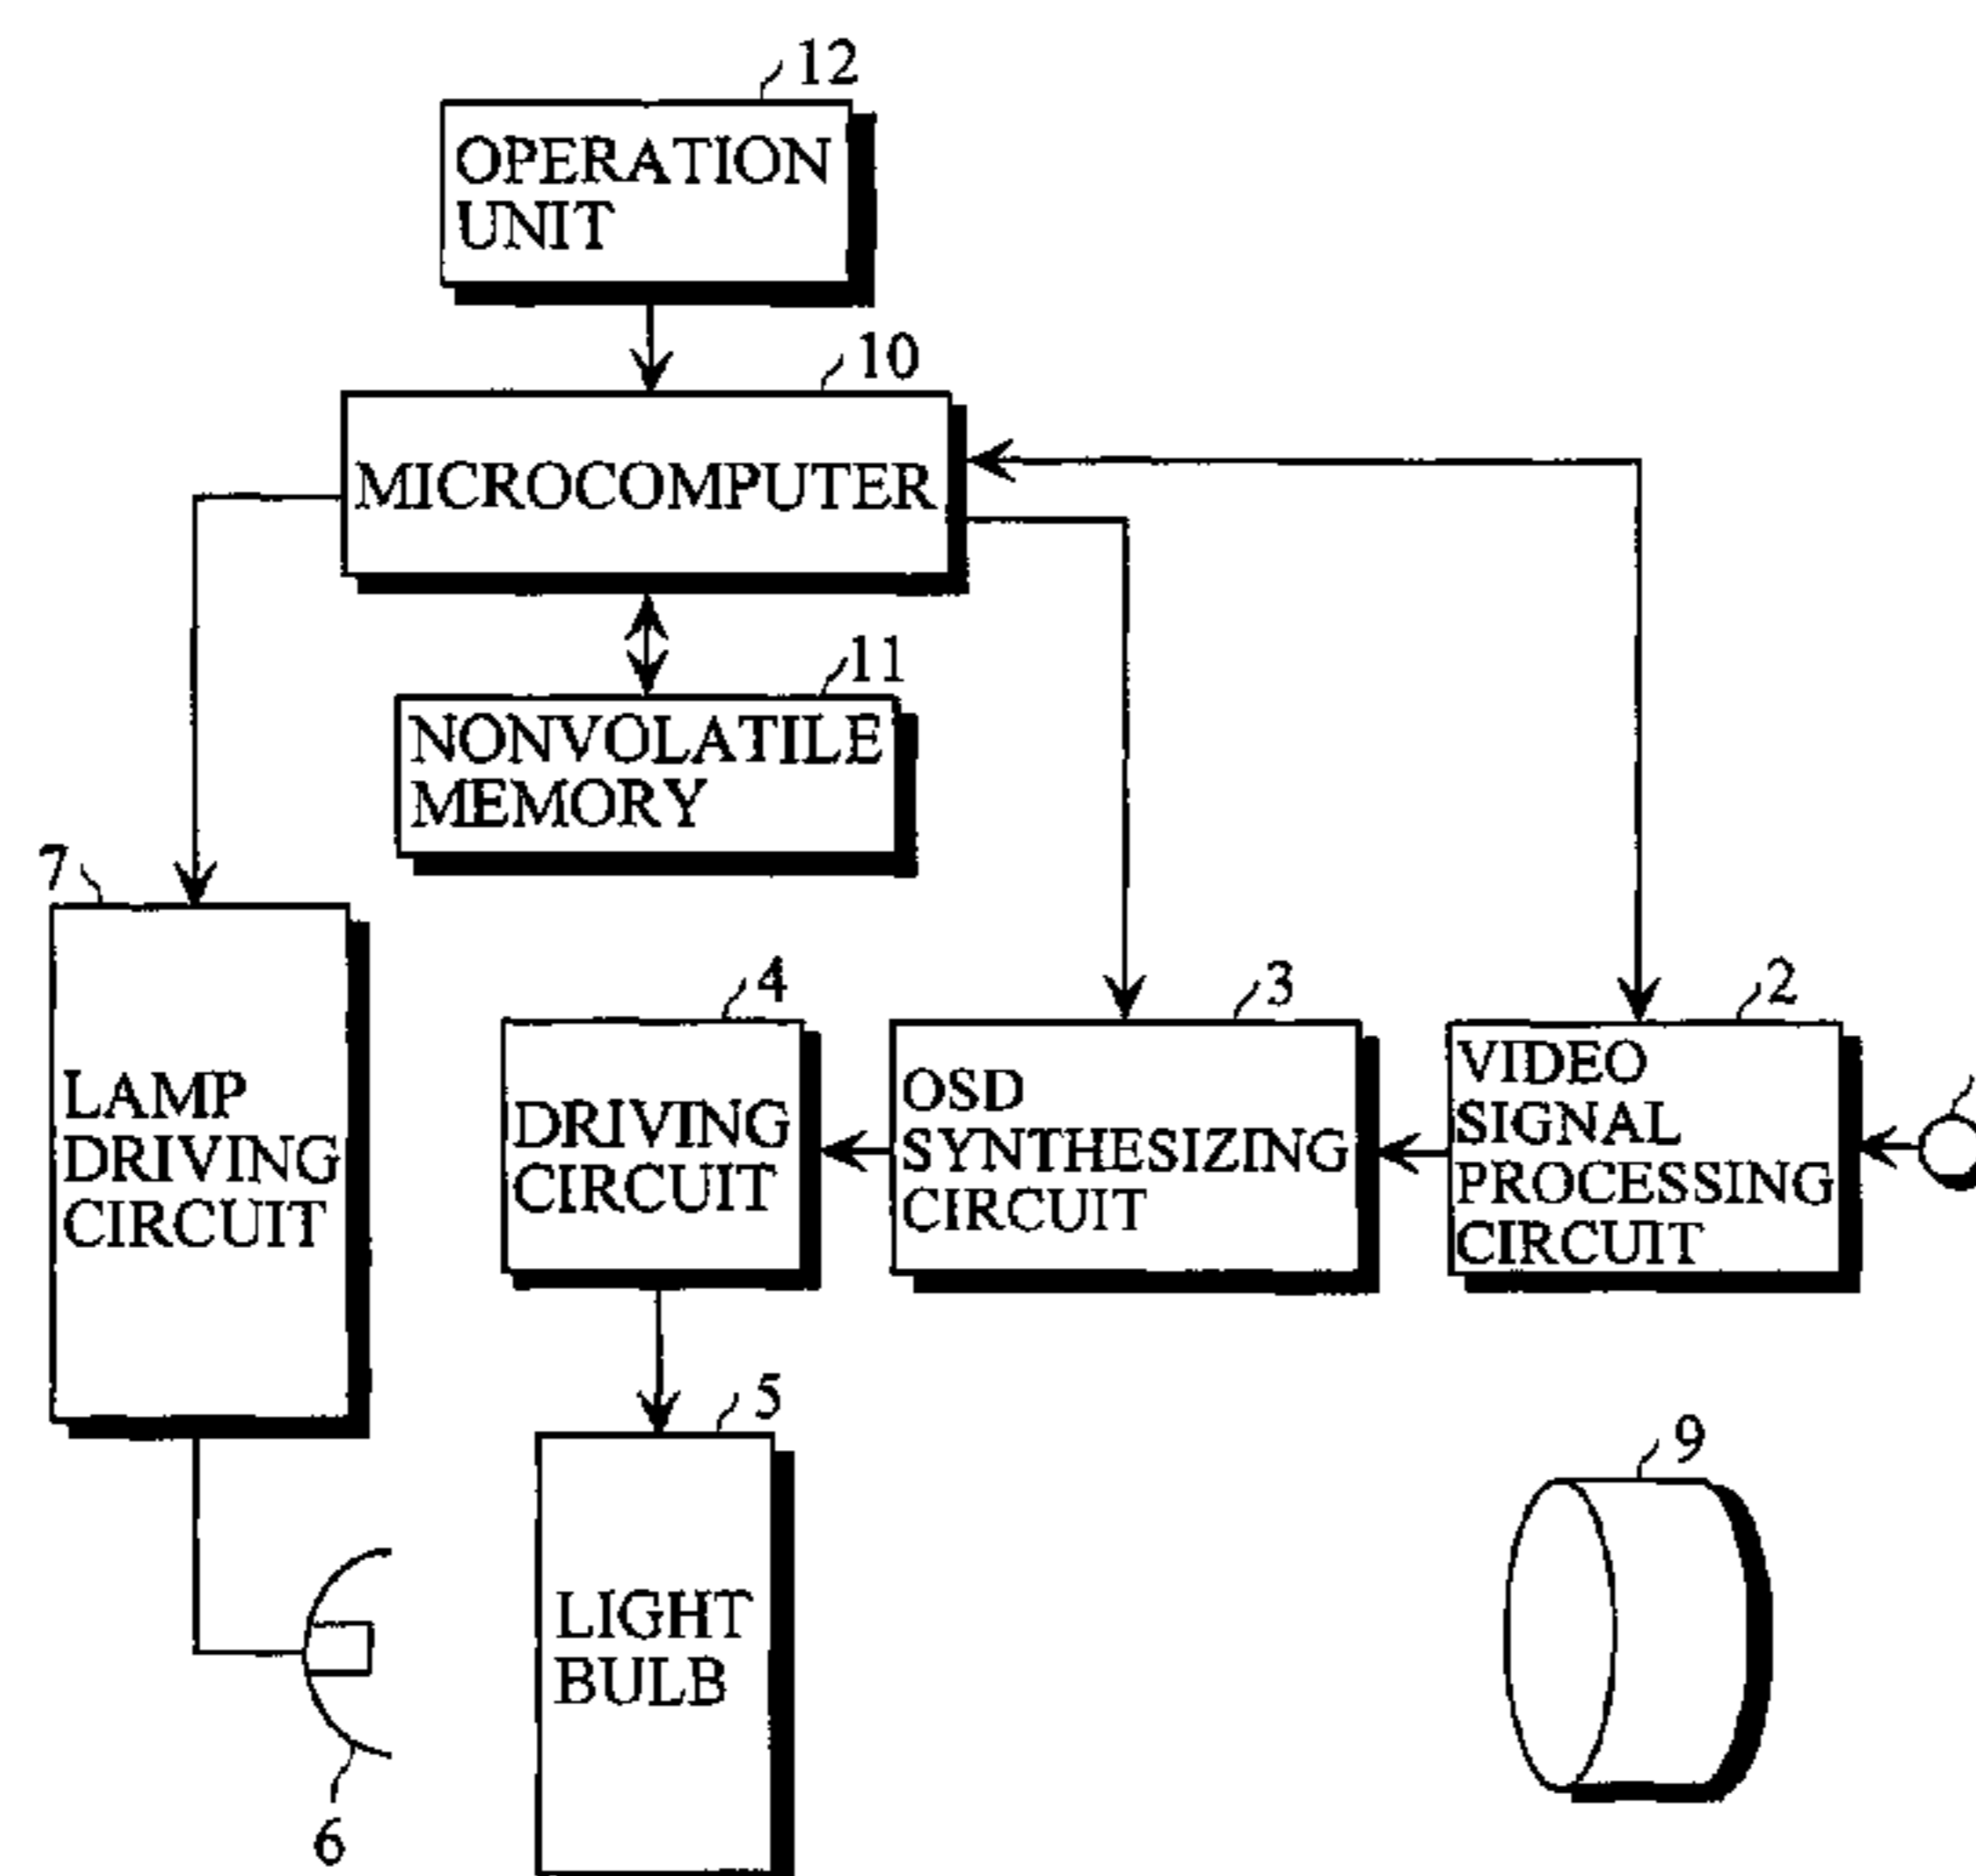 12
OPERATION
UNIT
10
MICROCOMPUTER
11
NONVOLATILE
MEMORY
7
LAMP
DRIVING
CIRCUIT
4
DRIVING
CIRCUIT
3
OSD
SYNTHESIZING
CIRCUIT
2
VIDEO
SIGNAL
PROCESSING
CIRCUIT
5
LIGHT
BULB
9
6